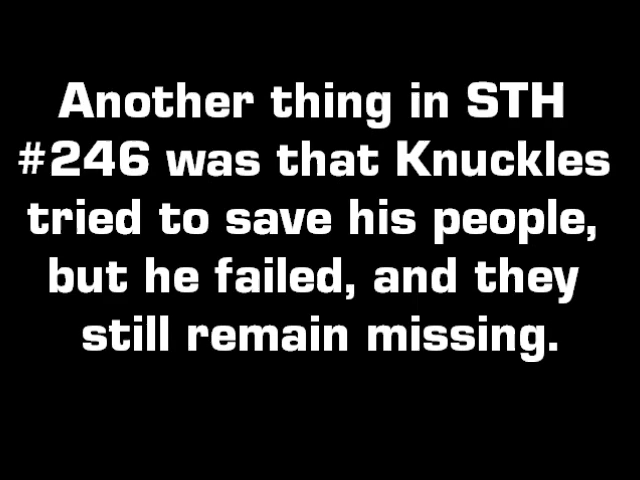 Another thing in STH
#246 was that Knuckles
tried to save his people,
but he failed, and they
still remain missing.